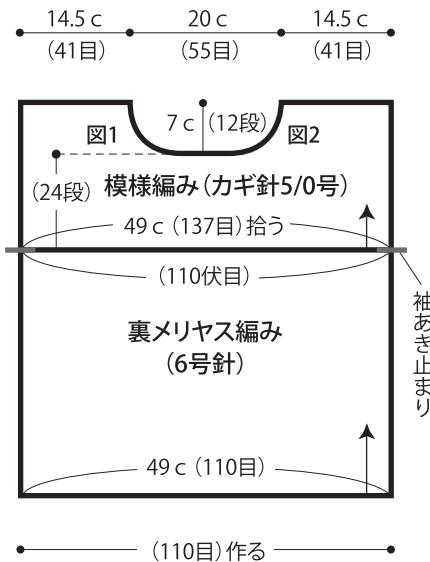 14.5 c 20 c 14.5 c
(41目) (55目) (41目)
図1 7 c (12段) 図2
(24段) 模様編み(カギ針5/0号)
49 c (137目)拾う
(110伏目)
袖あき止まり
裏メリヤス編み
(6号針)
49 c (110目)
(110目)作る